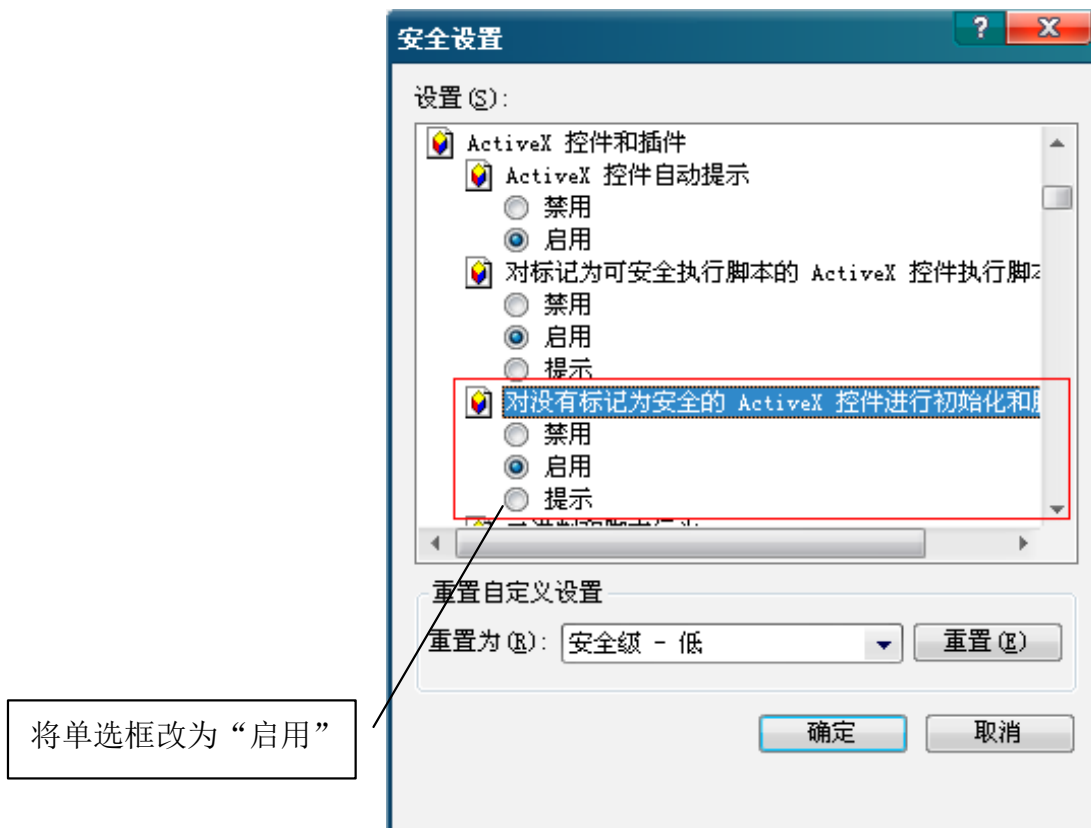 安全设置
?
X
设置(S):
ActiveX 控件和插件
ActiveX 控件自动提示
禁用
启用
对标记为可安全执行脚本的 ActiveX 控件执行脚
禁用
启用
提示
对没有标记为安全的 ActiveX 控件进行初始化和
禁用
启用
提示
重置自定义设置
重置为(R): 安全级 - 低 重置(E)
将单选框改为“启用”
确定 取消